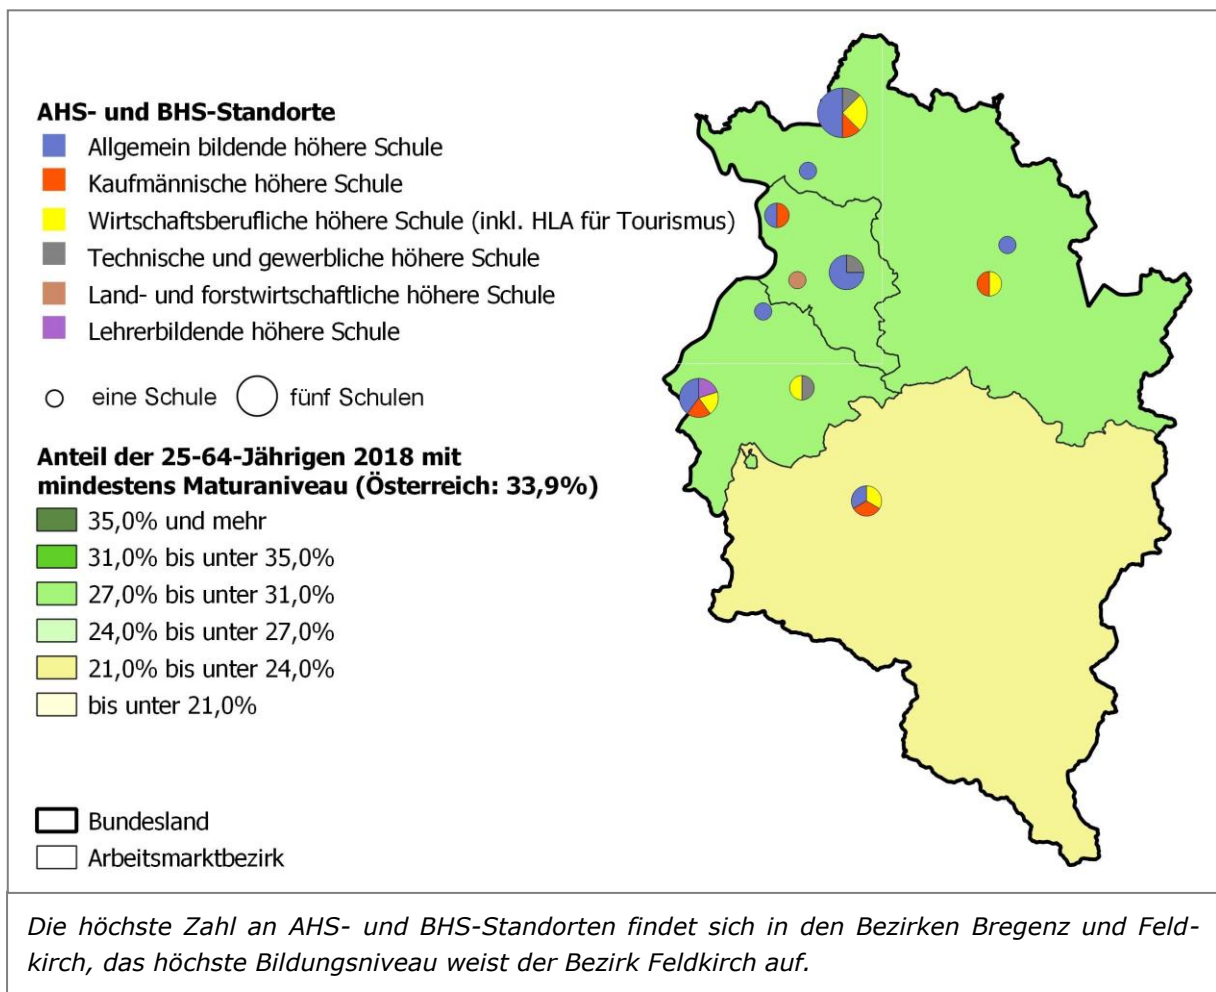 AHS- und BHS-Standorte
Allgemein bildende höhere Schule
Kaufmännische höhere Schule
Wirtschaftsberufliche höhere Schule (inkl. HLA für Tourismus)
Technische und gewerbliche höhere Schule
Land- und forstwirtschaftliche höhere Schule
Lehrerbildende höhere Schule
eine Schule fünf Schulen
Anteil der 25-64-Jährigen 2018 mit
mindestens Maturaniveau (Österreich: 33,9%)
35,0% und mehr
31,0% bis unter 35,0%
27,0% bis unter 31,0%
24,0% bis unter 27,0%
21,0% bis unter 24,0%
bis unter 21,0%
Bundesland
Arbeitsmarktbezirk
Die höchste Zahl an AHS- und BHS-Standorten findet sich in den Bezirken Bregenz und Feld-
kirch, das höchste Bildungsniveau weist der Bezirk Feldkirch auf.